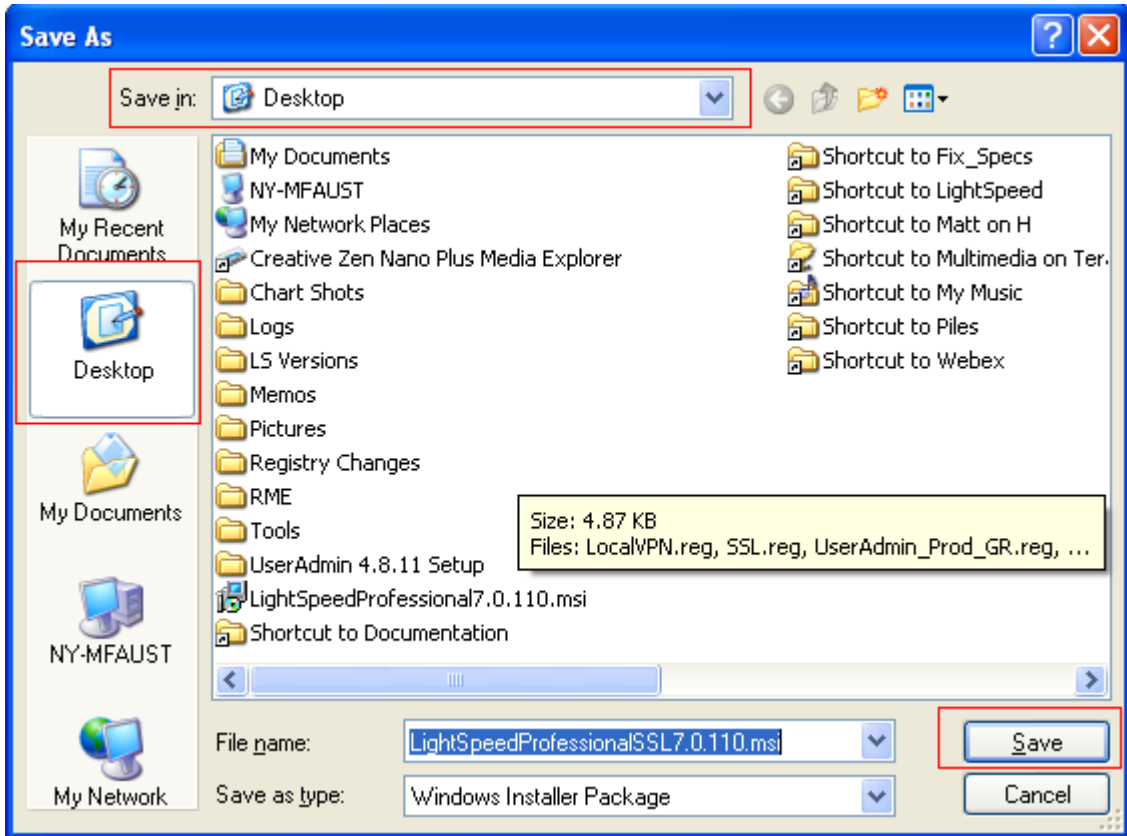 Save As
Save in: Desktop
My Recent Documents
Desktop
My Documents
NY-MFAUST
My Network
My Documents
NY-MFAUST
My Network Places
Creative Zen Nano Plus Media Explorer
Chart Shots
Logs
LS Versions
Memos
Pictures
Registry Changes
RME
Tools
UserAdmin 4.8.11 Setup
LightSpeedProfessional7.0.110.msi
Shortcut to Documentation
Shortcut to Fix_Specs
Shortcut to LightSpeed
Shortcut to Matt on H
Shortcut to Multimedia on Ter
Shortcut to My Music
Shortcut to Piles
Shortcut to Webex
Size: 4.87 KB
Files: LocalVPN.reg, SSL.reg, UserAdmin_Prod_GR.reg, ...
File name: LightSpeedProfessionalSSL7.0.110.msi
Save
Save as type: Windows Installer Package
Cancel